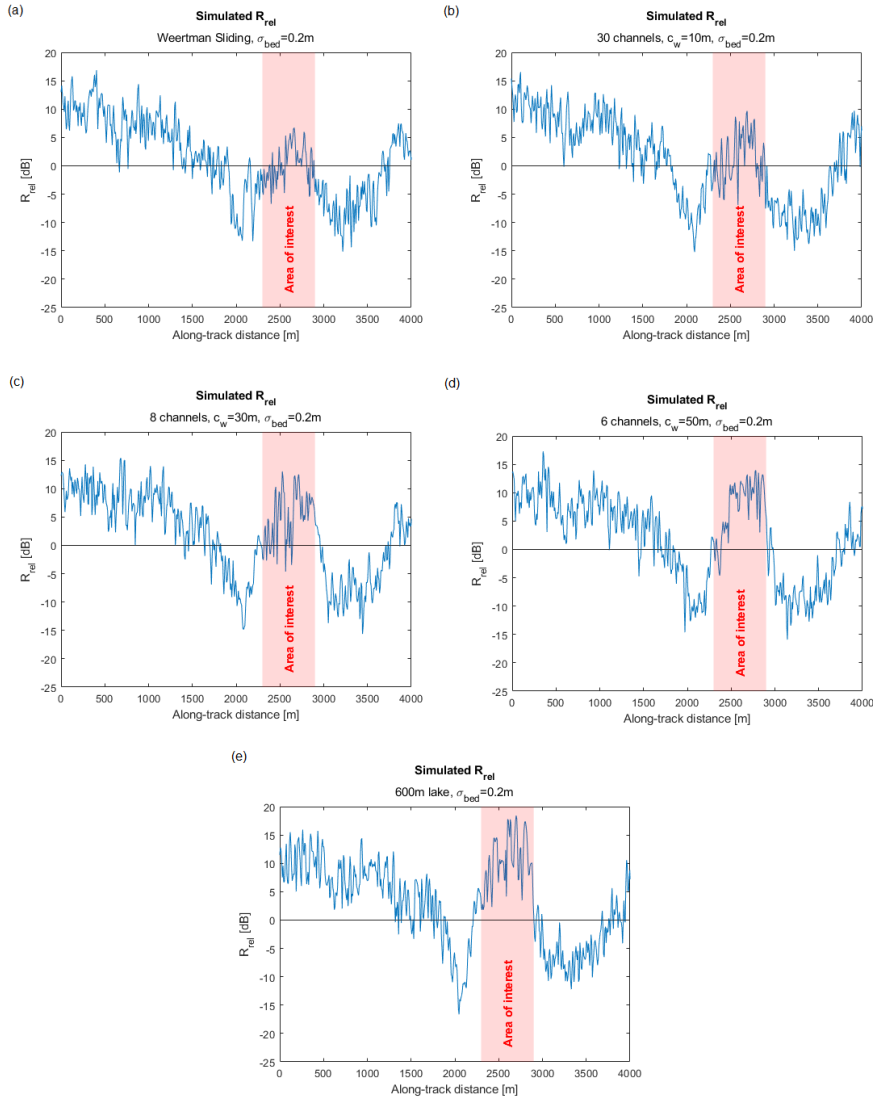 (a)
Simulated R_rel
Weertman Sliding, σ_bed=0.2m
20
15
10
5
0
-5
-10
-15
-20
-25
R_rel [dB]
Area of interest
0 500 1000 1500 2000 2500 3000 3500 4000
Along-track distance [m]
(b)
Simulated R_rel
30 channels, c_w=10m, σ_bed=0.2m
20
15
10
5
0
-5
-10
-15
-20
-25
R_rel [dB]
Area of interest
0 500 1000 1500 2000 2500 3000 3500 4000
Along-track distance [m]
(c)
Simulated R_rel
8 channels, c_w=30m, σ_bed=0.2m
20
15
10
5
0
-5
-10
-15
-20
-25
R_rel [dB]
Area of interest
0 500 1000 1500 2000 2500 3000 3500 4000
Along-track distance [m]
(d)
Simulated R_rel
6 channels, c_w=50m, σ_bed=0.2m
20
15
10
5
0
-5
-10
-15
-20
-25
R_rel [dB]
Area of interest
0 500 1000 1500 2000 2500 3000 3500 4000
Along-track distance [m]
(e)
Simulated R_rel
600m lake, σ_bed=0.2m
20
15
10
5
0
-5
-10
-15
-20
-25
R_rel [dB]
Area of interest
0 500 1000 1500 2000 2500 3000 3500 4000
Along-track distance [m]